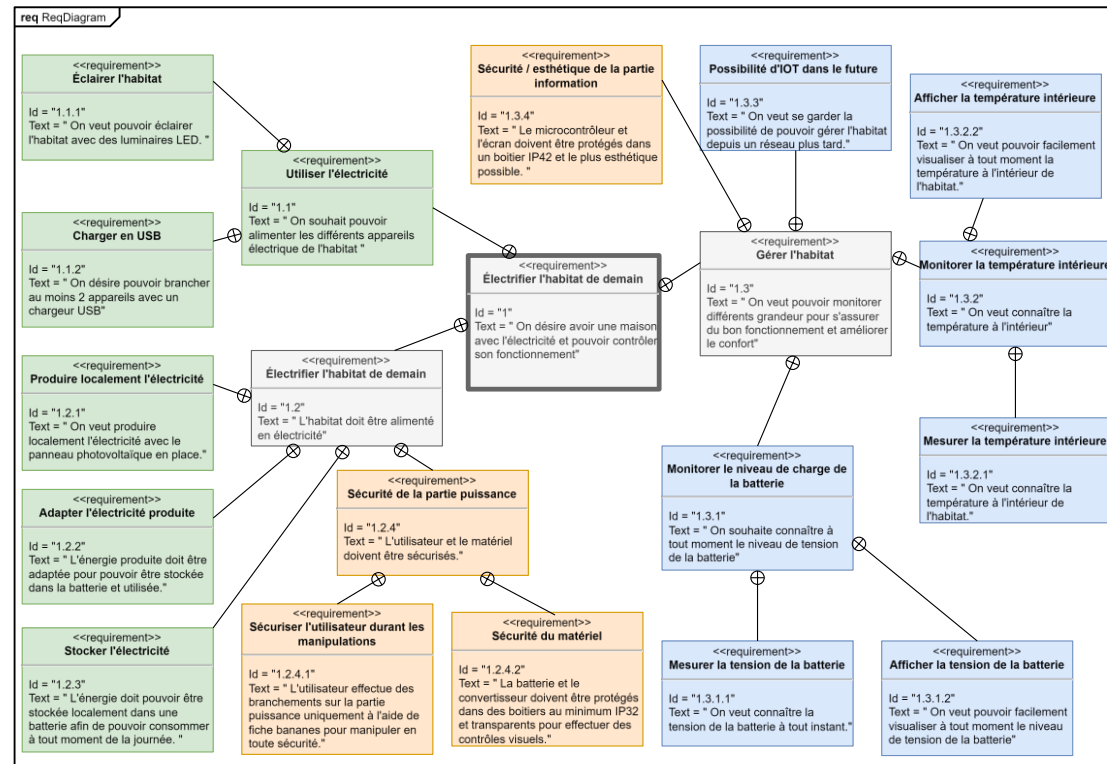 req ReqDiagram
<<requirement>>
Éclairer l'habitat
Id = "1.1.1"
Text = " On veut pouvoir éclairer
l'habitat avec des luminaires LED. "
<<requirement>>
Sécurité / esthétique de la partie
information
Id = "1.3.4"
Text = " Le microcontrôleur et
l'écran doivent être protégés dans
un boitier IP42 et le plus esthétique
possible. "
<<requirement>>
Possibilité d'IOT dans le future
Id = "1.3.3"
Text = " On veut se garder la
possibilité de pouvoir gérer l'habitat
depuis un réseau plus tard."
<<requirement>>
Afficher la température intérieure
Id = "1.3.2.2"
Text = " On veut pouvoir facilement
visualiser à tout moment la
température à l'intérieur de
l'habitat."
<<requirement>>
Utiliser l'électricité
Id = "1.1"
Text = " On souhait pouvoir
alimenter les différents appareils
électrique de l'habitat "
<<requirement>>
Charger en USB
Id = "1.1.2"
Text = " On désire pouvoir brancher
au moins 2 appareils avec un
chargeur USB"
<<requirement>>
Électrifier l'habitat de demain
Id = "1"
Text = " On désire avoir une maison
avec l'électricité et pouvoir contrôler
son fonctionnement"
<<requirement>>
Gérer l'habitat
Id = "1.3"
Text = " On veut pouvoir monitorer
différents grandeur pour s'assurer
du bon fonctionnement et améliorer
le confort"
<<requirement>>
Monitorer la température intérieure
Id = "1.3.2"
Text = " On veut connaître la
température à l'intérieur"
<<requirement>>
Électrifier l'habitat de demain
Id = "1.2"
Text = " L'habitat doit être alimenté
en électricité"
<<requirement>>
Produire localement l'électricité
Id = "1.2.1"
Text = " On veut produire
localement l'électricité avec le
panneau photovoltaïque en place."
<<requirement>>
Mesurer la température intérieure
Id = "1.3.2.1"
Text = " On veut connaître la
température à l'intérieur de
l'habitat."
<<requirement>>
Monitorer le niveau de charge de
la batterie
Id = "1.3.1"
Text = " On souhaite connaître à
tout moment le niveau de tension
de la batterie"
<<requirement>>
Sécurité de la partie puissance
Id = "1.2.4"
Text = " L'utilisateur et le matériel
doivent être sécurisés."
<<requirement>>
Adapter l'électricité produite
Id = "1.2.2"
Text = " L'énergie produite doit être
adaptée pour pouvoir être stockée
dans la batterie et utilisée."
<<requirement>>
Stocker l'électricité
Id = "1.2.3"
Text = "L'énergie doit pouvoir être
stockée localement dans une
batterie afin de pouvoir consommer
à tout moment de la journée. "
<<requirement>>
Sécuriser l'utilisateur durant les
manipulations
Id = "1.2.4.1"
Text = " L'utilisateur effectue des
branchements sur la partie
puissance uniquement à l'aide de
fiche bananes pour manipuler en
toute sécurité."
<<requirement>>
Sécurité du matériel
Id = "1.2.4.2"
Text = " La batterie et le
convertisseur doivent être protégés
dans des boitiers au minimum IP32
et transparents pour effectuer des
contrôles visuels."
<<requirement>>
Mesurer la tension de la batterie
Id = "1.3.1.1"
Text = " On veut connaître la
tension de la batterie à tout instant."
<<requirement>>
Afficher la tension de la batterie
Id = "1.3.1.2"
Text = " On veut pouvoir facilement
visualiser à tout moment le niveau
de tension de la batterie"